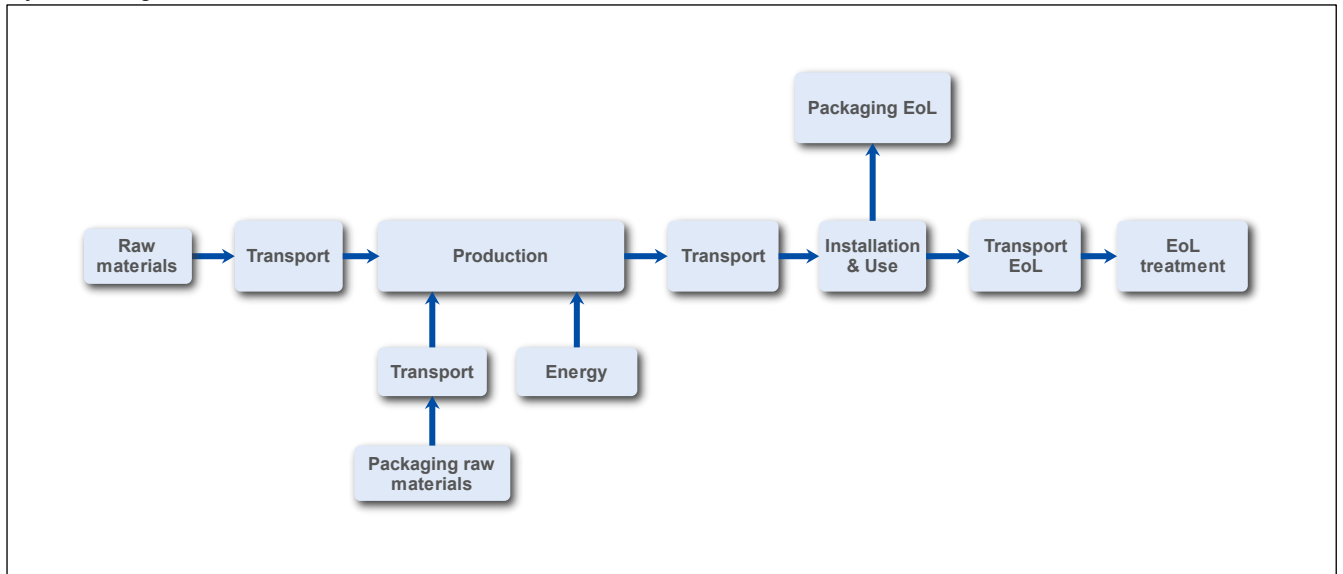 Packaging EoL
Raw
materials
Transport
Production
Transport
Installation
& Use
Transport
EoL
EoL
treatment
Transport
Energy
Packaging raw
materials